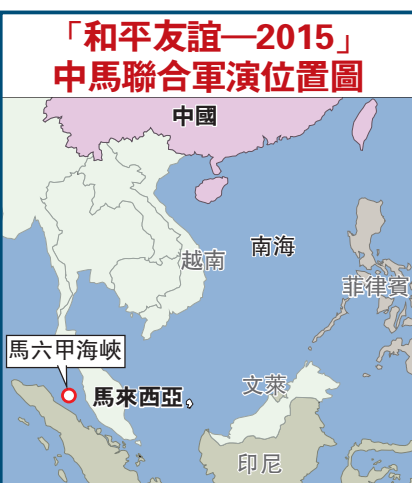 「和平友誼—2015」
中馬聯合軍演位置圖
中國
越南
南海
菲律賓
馬六甲海峽
馬來西亞,
文萊
印尼